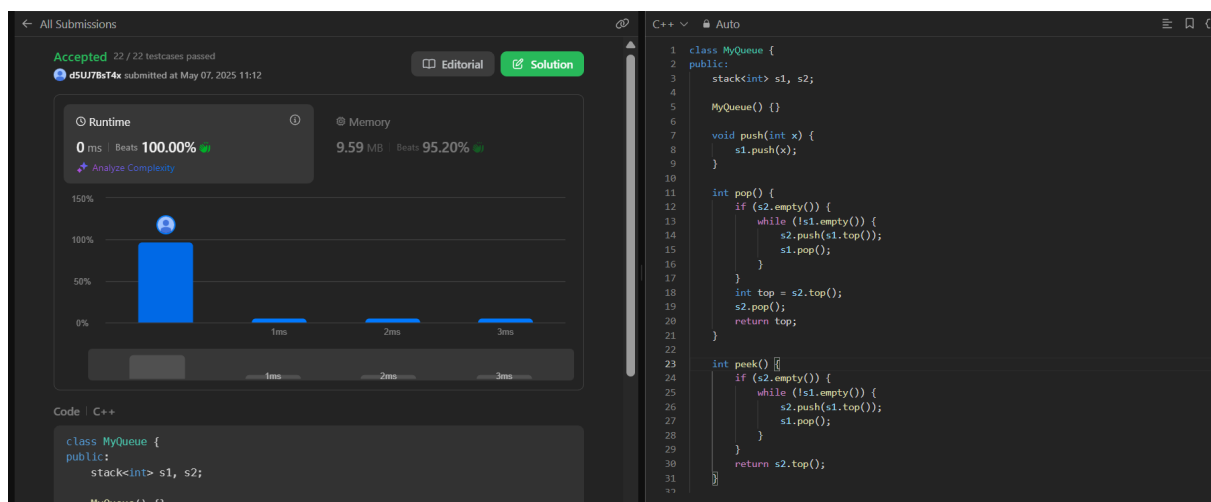 ← All Submissions
Accepted 22 / 22 testcases passed
d5UJ7BsT4x submitted at May 07, 2025 11:12
Editorial
Solution
Runtime
0 ms | Beats 100.00%
Analyze Complexity
Memory
9.59 MB | Beats 95.20%
150%
100%
50%
0%
1ms
2ms
3ms
1ms
2ms
3ms
Code | C++
class MyQueue {
public:
    stack<int> s1, s2;
    MyQueue() {}
C++ Auto
1 class MyQueue {
2 public:
3     stack<int> s1, s2;
4
5     MyQueue() {}
6
7     void push(int x) {
8         s1.push(x);
9     }
10
11     int pop() {
12         if (s2.empty()) {
13             while (!s1.empty()) {
14                 s2.push(s1.top());
15                 s1.pop();
16             }
17         }
18         int top = s2.top();
19         s2.pop();
20         return top;
21     }
22
23     int peek() {
24         if (s2.empty()) {
25             while (!s1.empty()) {
26                 s2.push(s1.top());
27                 s1.pop();
28             }
29         }
30         return s2.top();
31     }
32